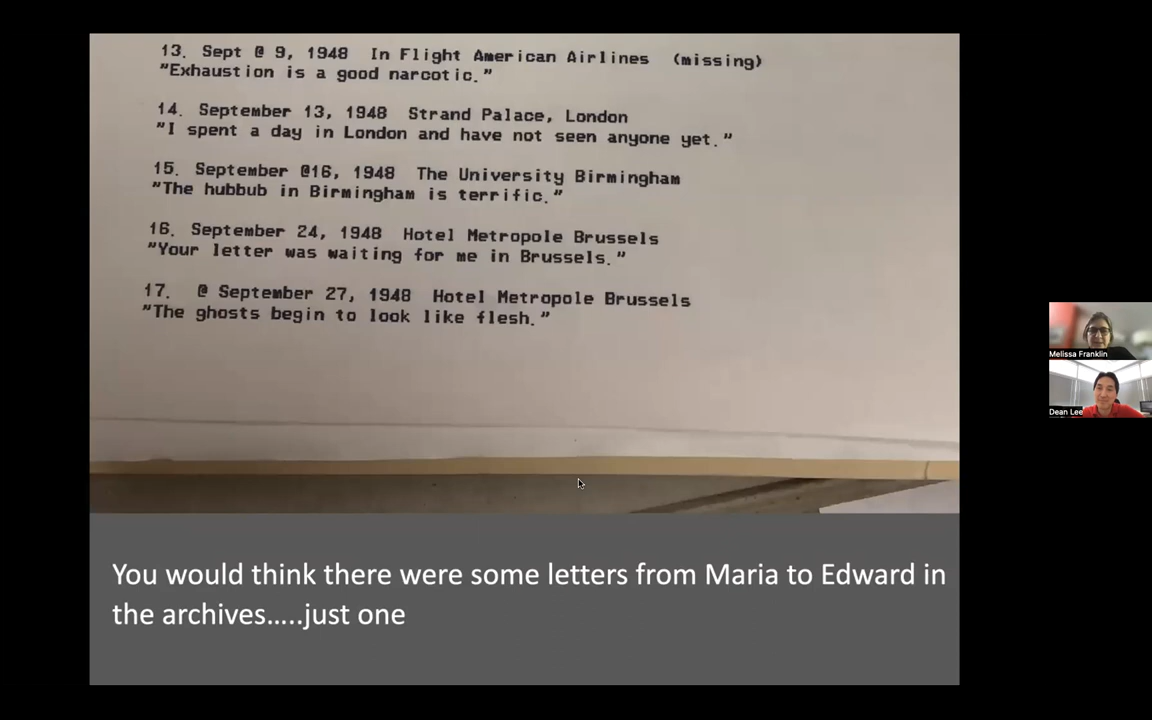 13. Sept @ 9, 1948 In Flight American Airlines (missing)
"Exhaustion is a good narcotic."
14. September 13, 1948 Strand Palace, London
"I spent a day in London and have not seen anyone yet."
15. September @16, 1948 The University Birmingham
"The hubbub in Birmingham is terrific."
16. September 24, 1948 Hotel Metropole Brussels
"Your letter was waiting for me in Brussels."
17. @ September 27, 1948 Hotel Metropole Brussels
"The ghosts begin to look like flesh."
You would think there were some letters from Maria to Edward in
the archives…..just one
Melissa Franklin
Dean Lee